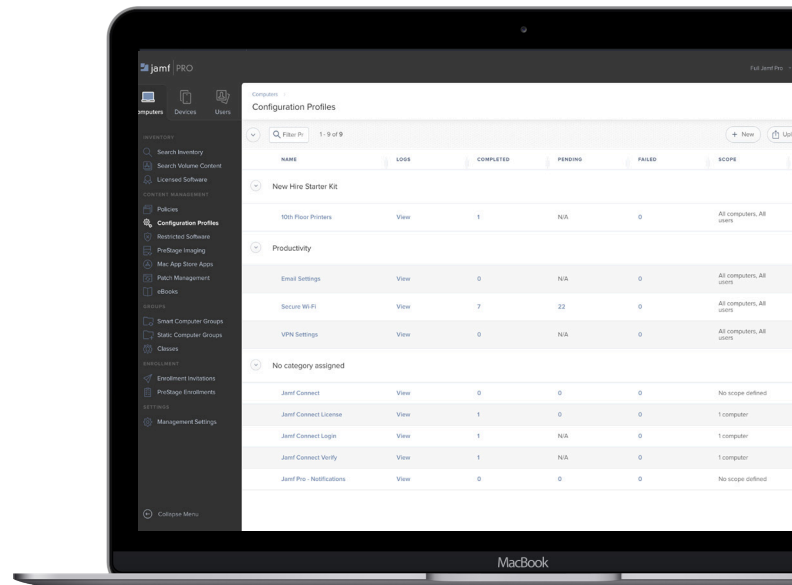 jamf PRO
Full Jamf Pro
Computers Devices Users
Computers
Configuration Profiles
Filter Pr 1 - 9 of 9
+ New
Upl
NAME LOGS COMPLETED PENDING FAILED SCOPE
INVENTORY
Search Inventory
Search Volume Content
Licensed Software
CONTENT MANAGEMENT
Policies
Configuration Profiles
Restricted Software
PreStage Imaging
Mac App Store Apps
Patch Management
eBooks
GROUPS
Smart Computer Groups
Static Computer Groups
Classes
ENROLLMENT
Enrollment Invitations
PreStage Enrollments
SETTINGS
Management Settings
Collapse Menu
New Hire Starter Kit
10th Floor Printers View 1 N/A 0 All computers, All
users
Productivity
Email Settings View 0 N/A 0 All computers, All
users
Secure Wi-Fi View 7 22 0 All computers, All
users
VPN Settings View 0 N/A 0 All computers, All
users
No category assigned
Jamf Connect View 0 0 0 No scope defined
Jamf Connect License View 1 0 0 1 computer
Jamf Connect Login View 1 N/A 0 1 computer
Jamf Connect Verify View 1 N/A 0 1 computer
Jamf Pro - Notifications View 0 0 0 No scope defined
MacBook